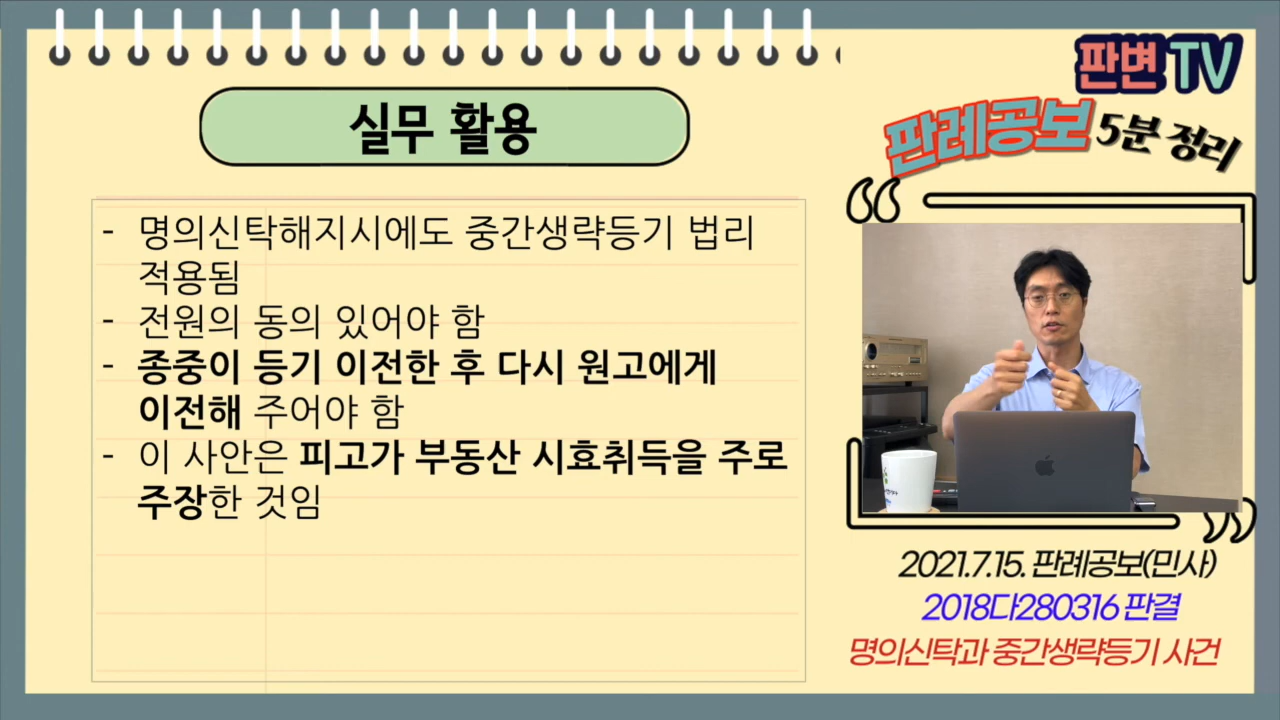 판변 TV
판례공보 5분 정리
실무 활용
- 명의신탁해지시에도 중간생략등기 법리
적용됨
- 전원의 동의 있어야 함
- 종중이 등기 이전한 후 다시 원고에게
이전해 주어야 함
- 이 사안은 피고가 부동산 시효취득을 주로
주장한 것임
2021.7.15. 판례공보(민사)
2018다280316 판결
명의신탁과 중간생략등기 사건